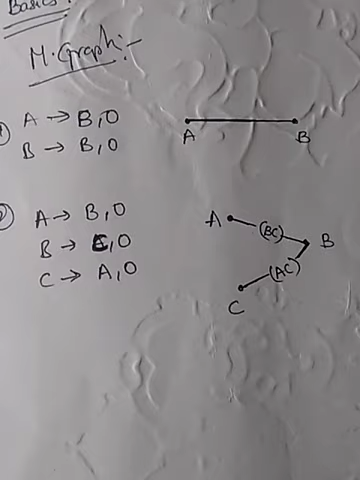 Basics:
M.Graph:-
1) A → B, 0
B → B, 0
A B
2) A → B, 0
B → C, 0
C → A, 0
A (BC) B
(AC)
C